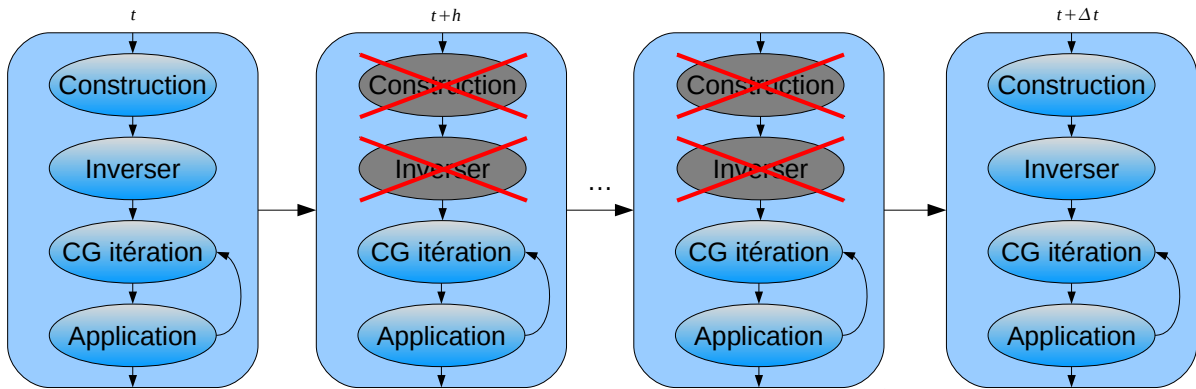 t
t+h
t+Δt
Construction
Construction
Construction
Construction
Inverser
Inverser
...
Inverser
Inverser
CG itération
CG itération
CG itération
CG itération
Application
Application
Application
Application